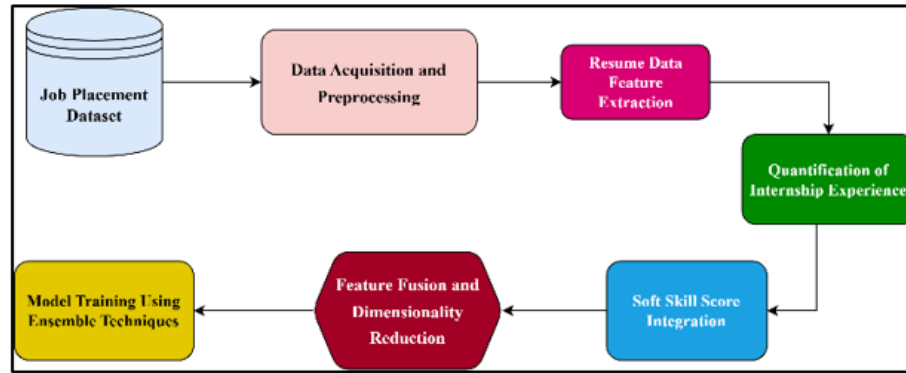 Job Placement
Dataset
Data Acquisition and
Preprocessing
Resume Data
Feature
Extraction
Quantification of
Internship Experience
Soft Skill Score
Integration
Feature Fusion and
Dimensionality
Reduction
Model Training Using
Ensemble Techniques